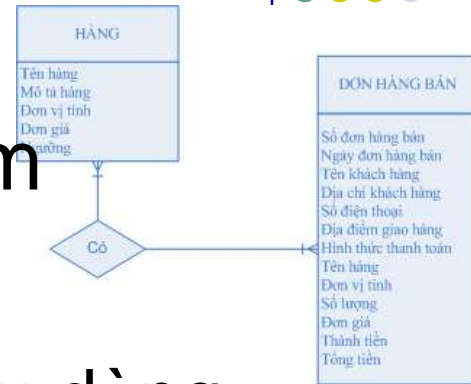 HÀNG
Tên hàng
Mô tả hàng
Đơn vị tính
Đơn giá
m
Có
ĐƠN HÀNG BÁN
Số đơn hàng bán
Ngày đơn hàng bán
Tên khách hàng
Địa chỉ khách hàng
Số điện thoại
Địa điểm giao hàng
Hình thức thanh toán
Tên hàng
Đơn vị tính
Số lượng
Đơn giá
Thành tiền
Tổng tiền